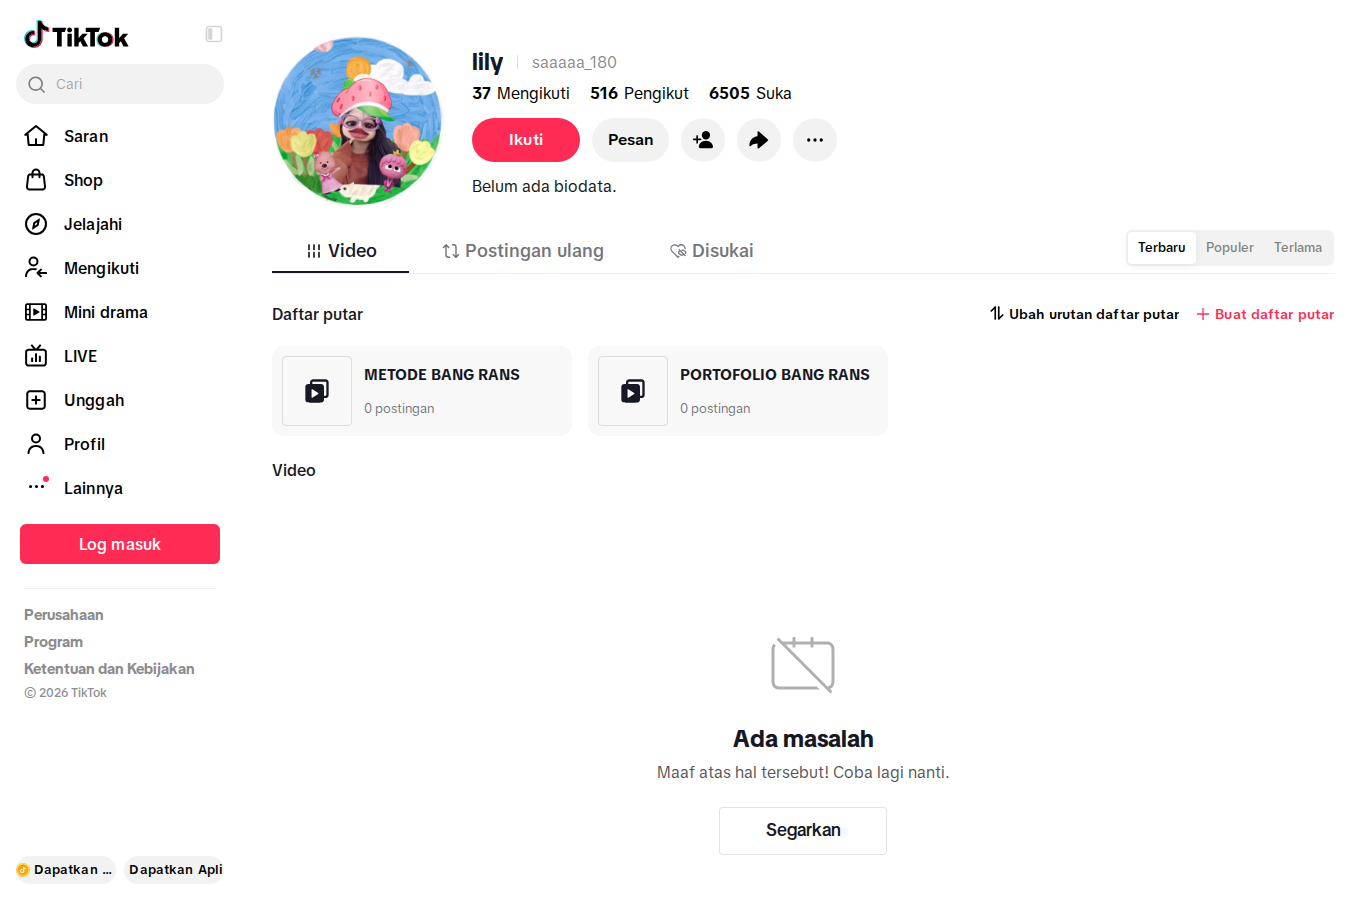 TikTok
Cari
Saran
Shop
Jelajahi
Mengikuti
Mini drama
LIVE
Unggah
Profil
Lainnya
Log masuk
Perusahaan
Program
Ketentuan dan Kebijakan
© 2026 TikTok
Dapatkan ...
Dapatkan Apli
lily
saaaaa_180
37 Mengikuti 516 Pengikut 6505 Suka
Ikuti
Pesan
Belum ada biodata.
Video
Postingan ulang
Disukai
Terbaru
Populer
Terlama
Daftar putar
Ubah urutan daftar putar
Buat daftar putar
METODE BANG RANS
0 postingan
PORTOFOLIO BANG RANS
0 postingan
Video
Ada masalah
Maaf atas hal tersebut! Coba lagi nanti.
Segarkan